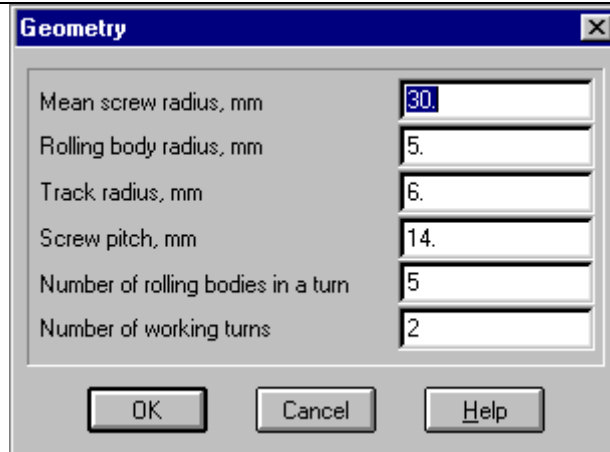 Geometry
Mean screw radius, mm 30.
Rolling body radius, mm 5.
Track radius, mm 6.
Screw pitch, mm 14.
Number of rolling bodies in a turn 5
Number of working turns 2
OK Cancel Help